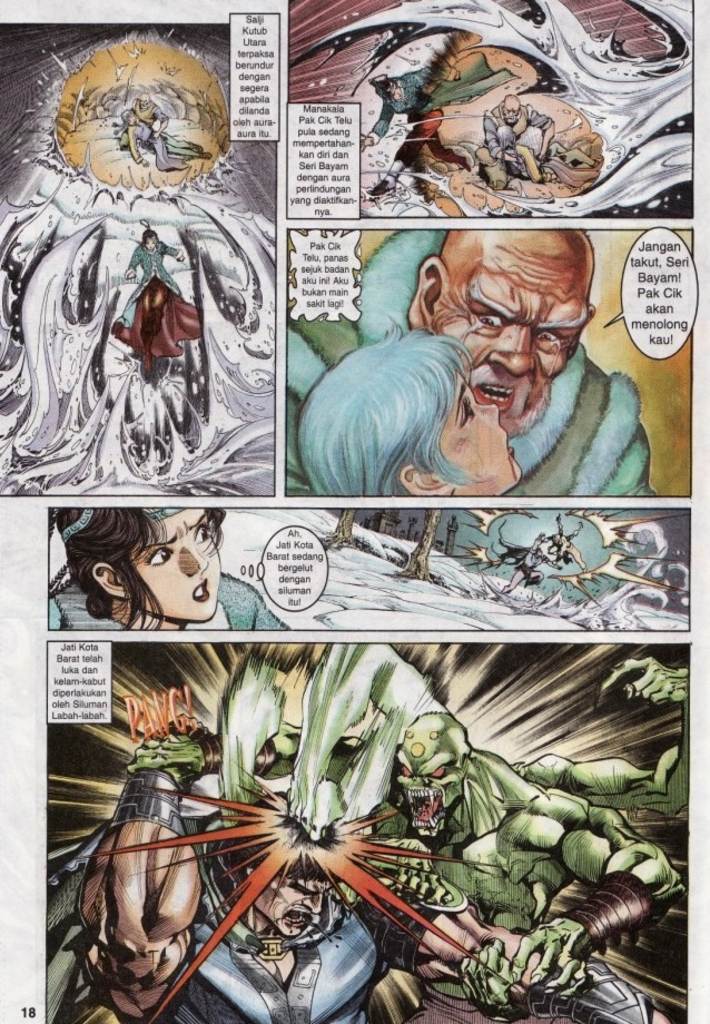 Salji
Kutub
Utara
terpaksa
berundur
dengan
segera
apabila
dilanda
oleh aura-
aura itu.
Manakala
Pak Cik Telu
pula sedang
mempertahan-
kan diri dan
Seri Bayam
dengan aura
perlindungan
yang diaktifkan-
nya.
Pak Cik
Telu, panas
sejuk badan
aku ini! Aku
bukan main
sakit lagi!
Jangan
takut, Seri
Bayam!
Pak Cik
akan
menolong
kau!
Ah,
Jati Kota
Barat sedang
bergelut
dengan
siluman
itu!
Jati Kota
Barat telah
luka dan
kelam-kabut
diperlakukan
oleh Siluman
Labah-labah.
PANG!
18